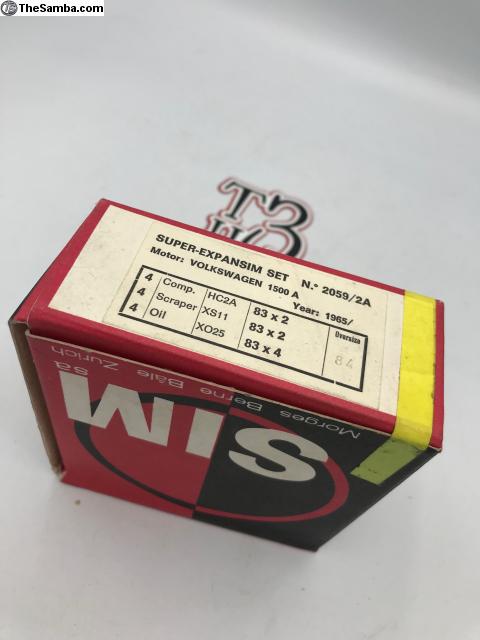 TheSamba.com
T3
SUPER-EXPANSIM SET N.° 2059/2A
Motor: VOLKSWAGEN 1500 A Year: 1965/
4 Comp. HC2A 83 x 2 Oversize
4 Scraper XS11 83 x 2 84
4 Oil XO25 83 x 4
SIM sa
Morges Berne Bâle Zurich